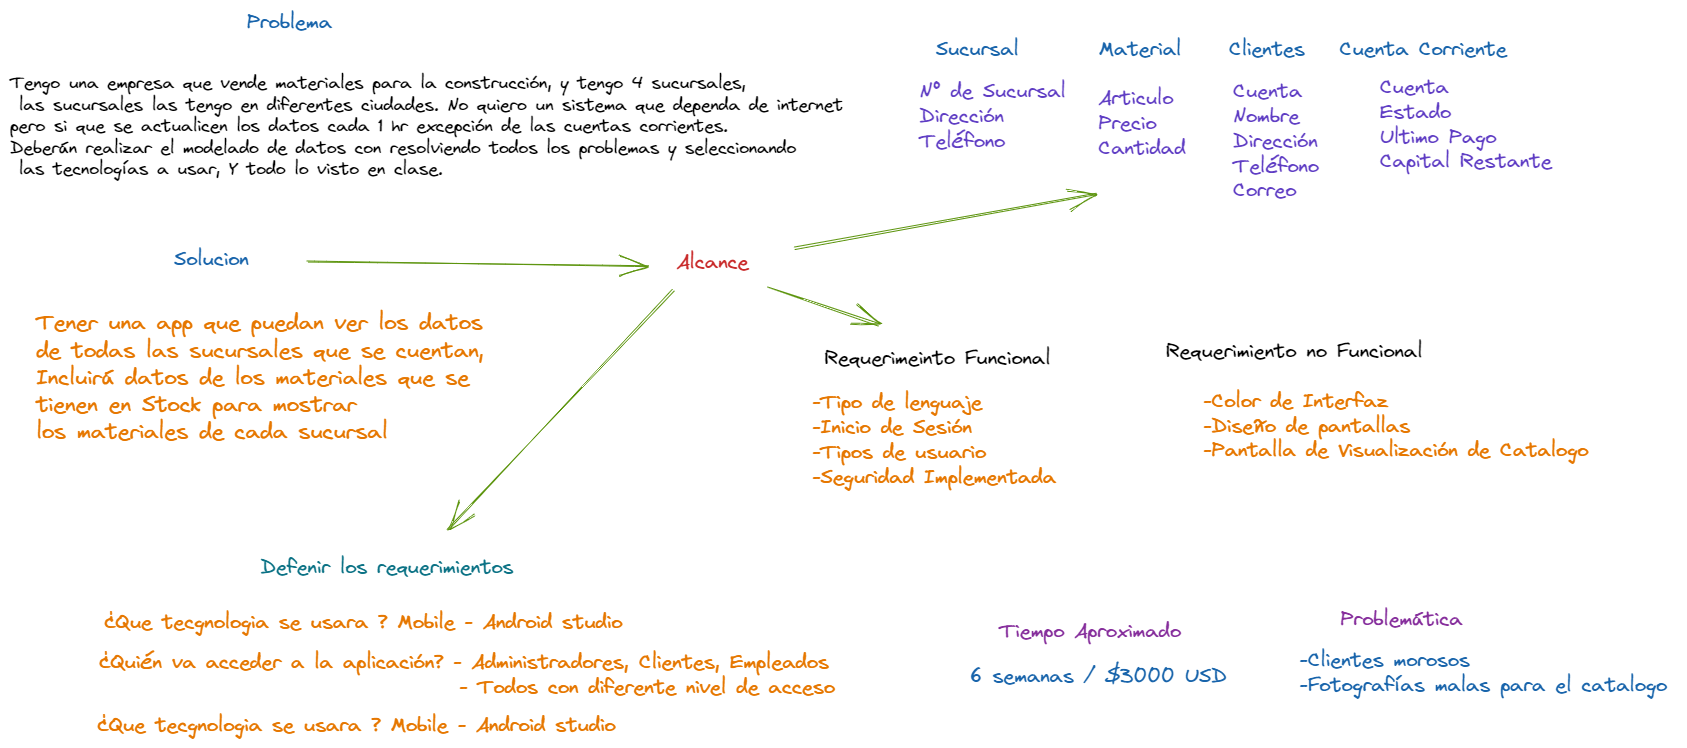 Problema
Tengo una empresa que vende materiales para la construcción, y tengo 4 sucursales,
las sucursales las tengo en diferentes ciudades. No quiero un sistema que dependa de internet
pero si que se actualicen los datos cada 1 hr excepción de las cuentas corrientes.
Deberán realizar el modelado de datos con resolviendo todos los problemas y seleccionando
las tecnologías a usar, Y todo lo visto en clase.
Sucursal
N° de Sucursal
Dirección
Teléfono
Material
Articulo
Precio
Cantidad
Clientes
Cuenta
Nombre
Dirección
Teléfono
Correo
Cuenta Corriente
Cuenta
Estado
Ultimo Pago
Capital Restante
Solucion
Tener una app que puedan ver los datos
de todas las sucursales que se cuentan,
Incluirá datos de los materiales que se
tienen en Stock para mostrar
los materiales de cada sucursal
Alcance
Requerimeinto Funcional
-Tipo de lenguaje
-Inicio de Sesión
-Tipos de usuario
-Seguridad Implementada
Requerimiento no Funcional
-Color de Interfaz
-Diseño de pantallas
-Pantalla de Visualización de Catalogo
Defenir los requerimientos
¿Que tecgnologia se usara ? Mobile - Android studio
¿Quién va acceder a la aplicación? - Administradores, Clientes, Empleados
- Todos con diferente nivel de acceso
¿Que tecgnologia se usara ? Mobile - Android studio
Tiempo Aproximado
6 semanas / $3000 USD
Problemática
-Clientes morosos
-Fotografías malas para el catalogo